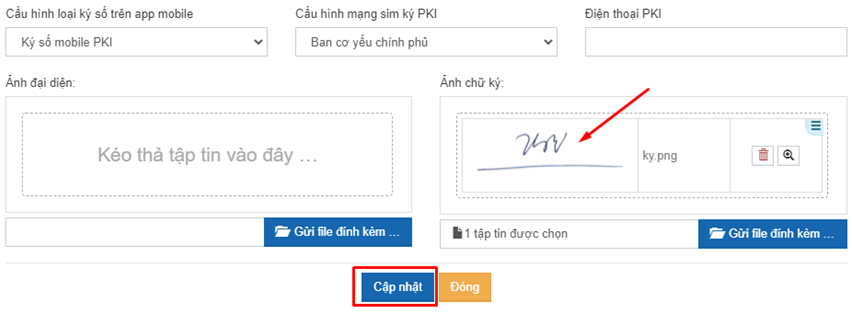 Cấu hình loại ký số trên app mobile
Cấu hình mạng sim ký PKI
Điện thoại PKI
Ký số mobile PKI
Ban cơ yếu chính phủ
Ảnh đại diện:
Ảnh chữ ký:
Kéo thả tập tin vào đây ...
ky.png
Gửi file đính kèm ...
1 tập tin được chọn
Gửi file đính kèm ...
Cập nhật
Đóng